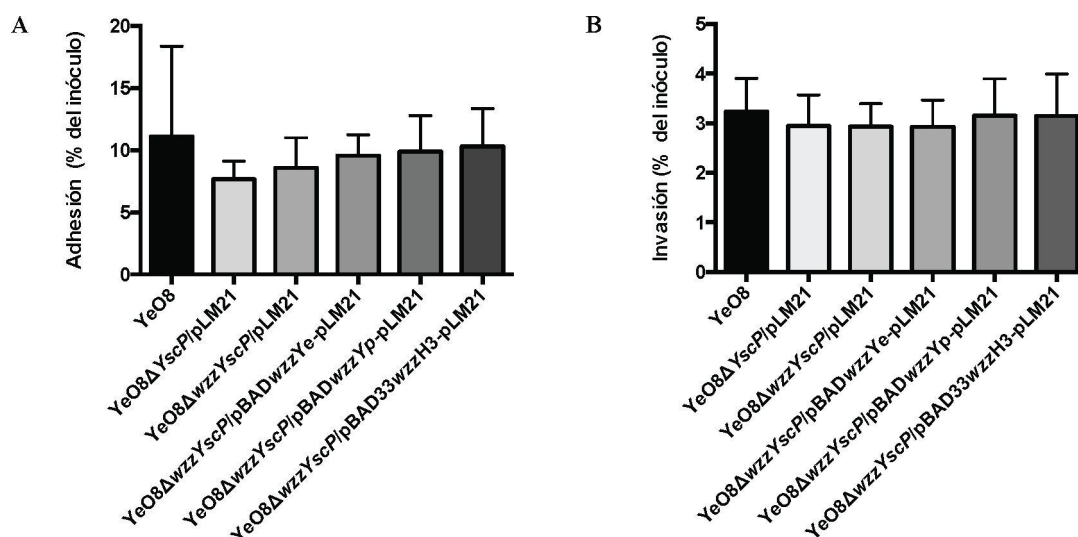 A
Adhesión (% del inóculo)
20
15
10
5
0
YeO8
YeO8ΔYscP/pLM21
YeO8ΔwzzYscP/pLM21
YeO8ΔwzzYscP/pBADwzzYe-pLM21
YeO8ΔwzzYscP/pBADwzzYp-pLM21
YeO8ΔwzzYscP/pBAD33wzzH3-pLM21
B
Invasión (% del inóculo)
5
4
3
2
1
0
YeO8
YeO8ΔYscP/pLM21
YeO8ΔwzzYscP/pLM21
YeO8ΔwzzYscP/pBADwzzYe-pLM21
YeO8ΔwzzYscP/pBADwzzYp-pLM21
YeO8ΔwzzYscP/pBAD33wzzH3-pLM21